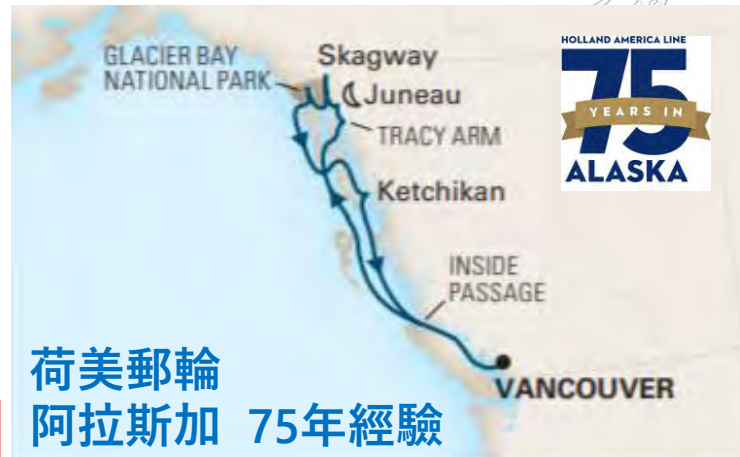 GLACIER BAY
NATIONAL PARK
Skagway
Juneau
TRACY ARM
Ketchikan
INSIDE
PASSAGE
VANCOUVER
HOLLAND AMERICA LINE
75
YEARS IN
ALASKA
荷美郵輪
阿拉斯加 75年經驗